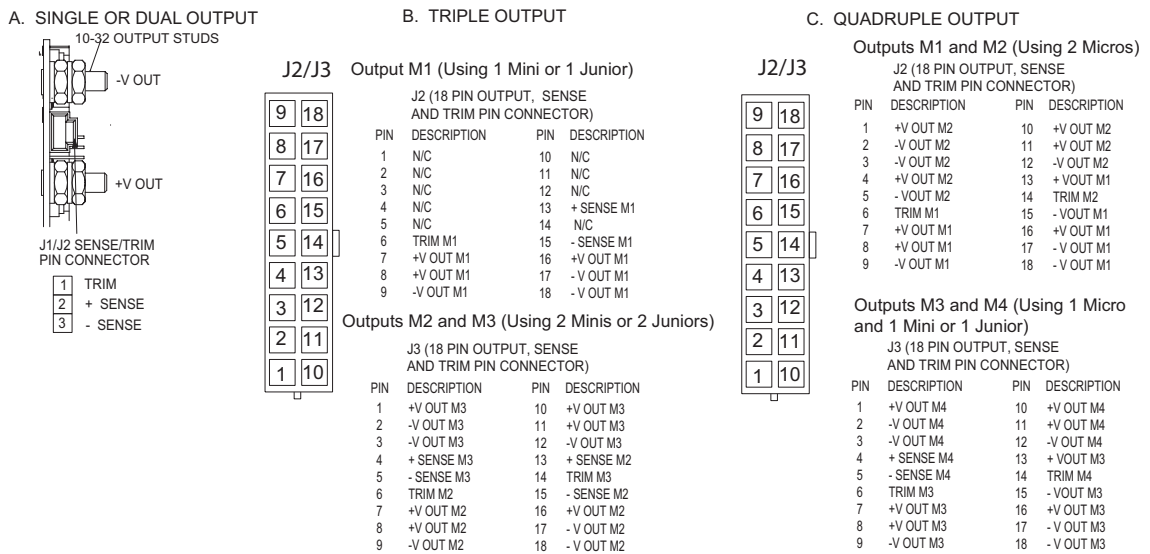 A. SINGLE OR DUAL OUTPUT
10-32 OUTPUT STUDS
-V OUT
+V OUT
J1/J2 SENSE/TRIM
PIN CONNECTOR
1 TRIM
2 + SENSE
3 - SENSE
B. TRIPLE OUTPUT
J2/J3
9 18
8 17
7 16
6 15
5 14
4 13
3 12
2 11
1 10
Output M1 (Using 1 Mini or 1 Junior)
J2 (18 PIN OUTPUT, SENSE
AND TRIM PIN CONNECTOR)
PIN DESCRIPTION PIN DESCRIPTION
1 N/C 10 N/C
2 N/C 11 N/C
3 N/C 12 N/C
4 N/C 13 + SENSE M1
5 N/C 14 N/C
6 TRIM M1 15 - SENSE M1
7 +V OUT M1 16 +V OUT M1
8 +V OUT M1 17 - V OUT M1
9 -V OUT M1 18 - V OUT M1
Outputs M2 and M3 (Using 2 Minis or 2 Juniors)
J3 (18 PIN OUTPUT, SENSE
AND TRIM PIN CONNECTOR)
PIN DESCRIPTION PIN DESCRIPTION
1 +V OUT M3 10 +V OUT M3
2 -V OUT M3 11 +V OUT M3
3 -V OUT M3 12 -V OUT M3
4 + SENSE M3 13 + SENSE M2
5 - SENSE M3 14 TRIM M3
6 TRIM M2 15 - SENSE M2
7 +V OUT M2 16 +V OUT M2
8 +V OUT M2 17 - V OUT M2
9 -V OUT M2 18 - V OUT M2
C. QUADRUPLE OUTPUT
J2/J3
9 18
8 17
7 16
6 15
5 14
4 13
3 12
2 11
1 10
Outputs M1 and M2 (Using 2 Micros)
J2 (18 PIN OUTPUT, SENSE
AND TRIM PIN CONNECTOR)
PIN DESCRIPTION PIN DESCRIPTION
1 +V OUT M2 10 +V OUT M2
2 -V OUT M2 11 +V OUT M2
3 -V OUT M2 12 -V OUT M2
4 +V OUT M2 13 + VOUT M1
5 - VOUT M2 14 TRIM M2
6 TRIM M1 15 - VOUT M1
7 +V OUT M1 16 +V OUT M1
8 +V OUT M1 17 - V OUT M1
9 -V OUT M1 18 - V OUT M1
Outputs M3 and M4 (Using 1 Micro
and 1 Mini or 1 Junior)
J3 (18 PIN OUTPUT, SENSE
AND TRIM PIN CONNECTOR)
PIN DESCRIPTION PIN DESCRIPTION
1 +V OUT M4 10 +V OUT M4
2 -V OUT M4 11 +V OUT M4
3 -V OUT M4 12 -V OUT M4
4 + SENSE M4 13 + VOUT M3
5 - SENSE M4 14 TRIM M4
6 TRIM M3 15 - VOUT M3
7 +V OUT M3 16 +V OUT M3
8 +V OUT M3 17 - V OUT M3
9 -V OUT M3 18 - V OUT M3